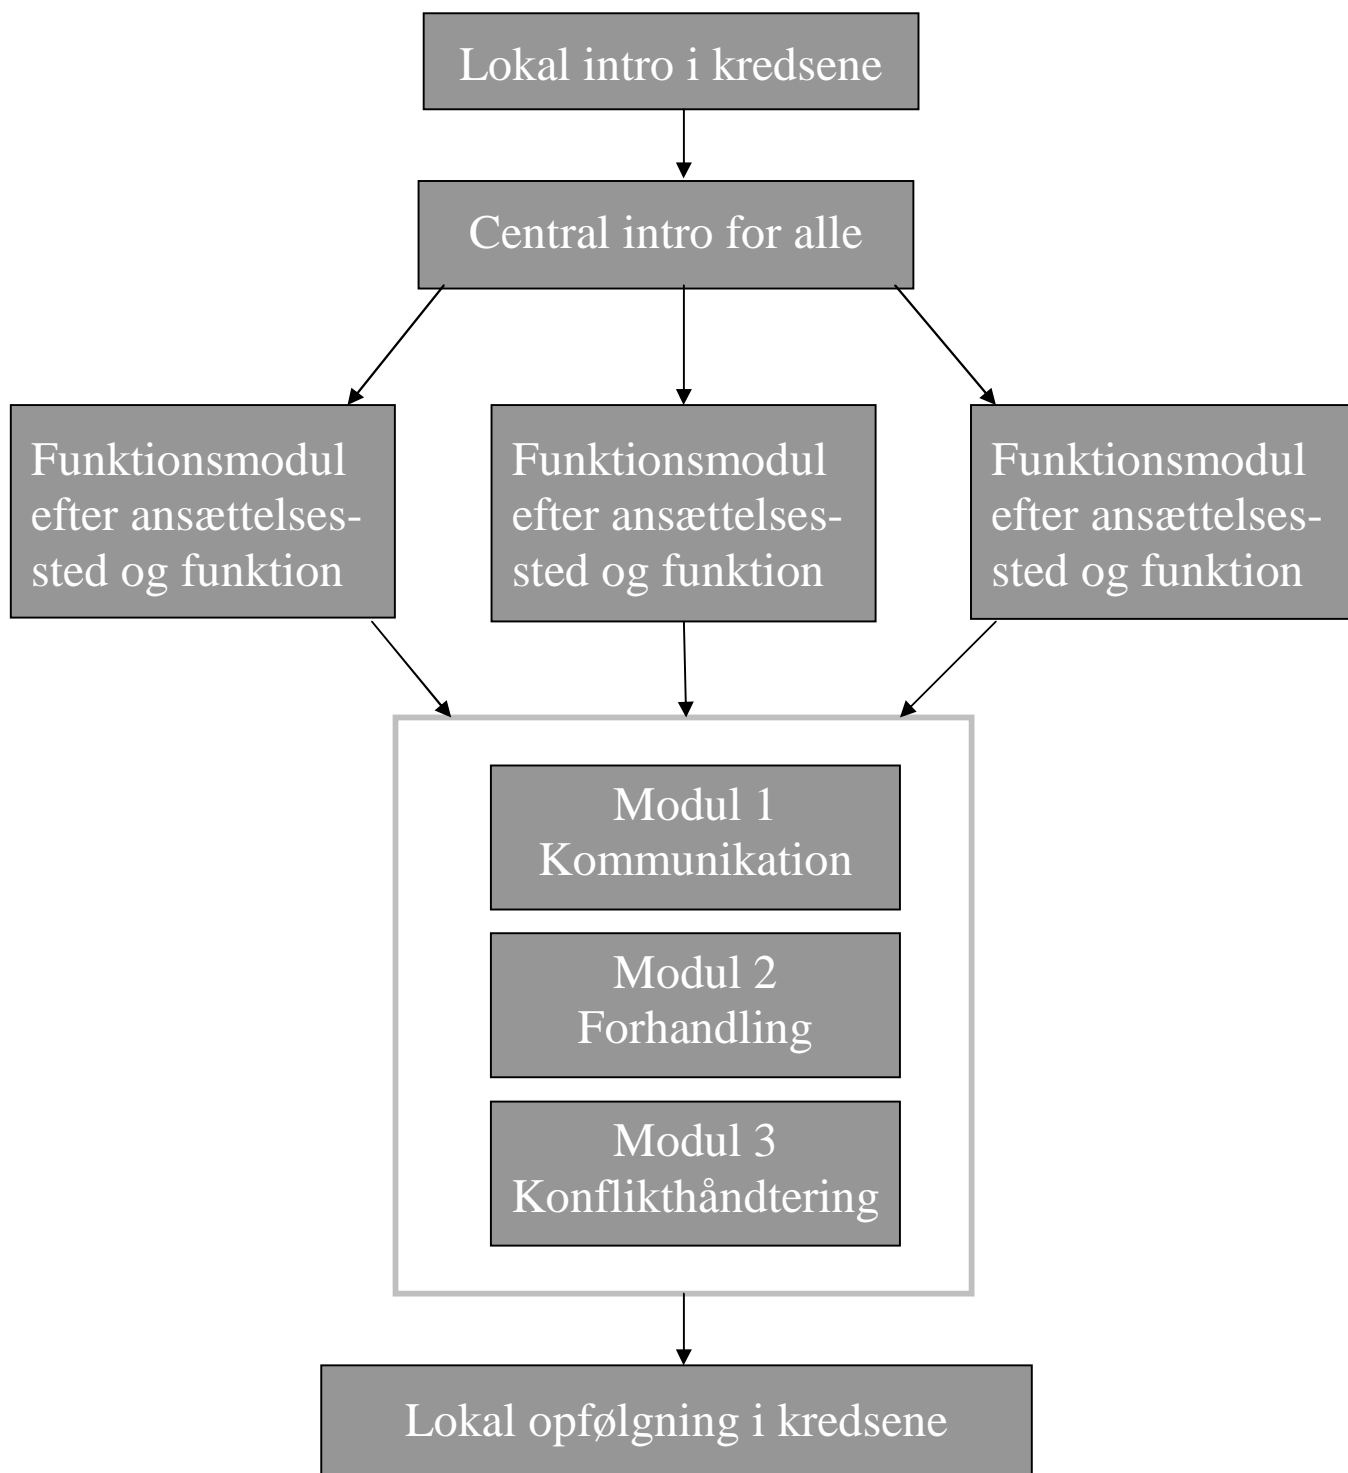 Lokal intro i kredsene
Central intro for alle
Funktionsmodul
efter ansættelses-
sted og funktion
Funktionsmodul
efter ansættelses-
sted og funktion
Funktionsmodul
efter ansættelses-
sted og funktion
Modul 1
Kommunikation
Modul 2
Forhandling
Modul 3
Konflikthåndtering
Lokal opfølgning i kredsene